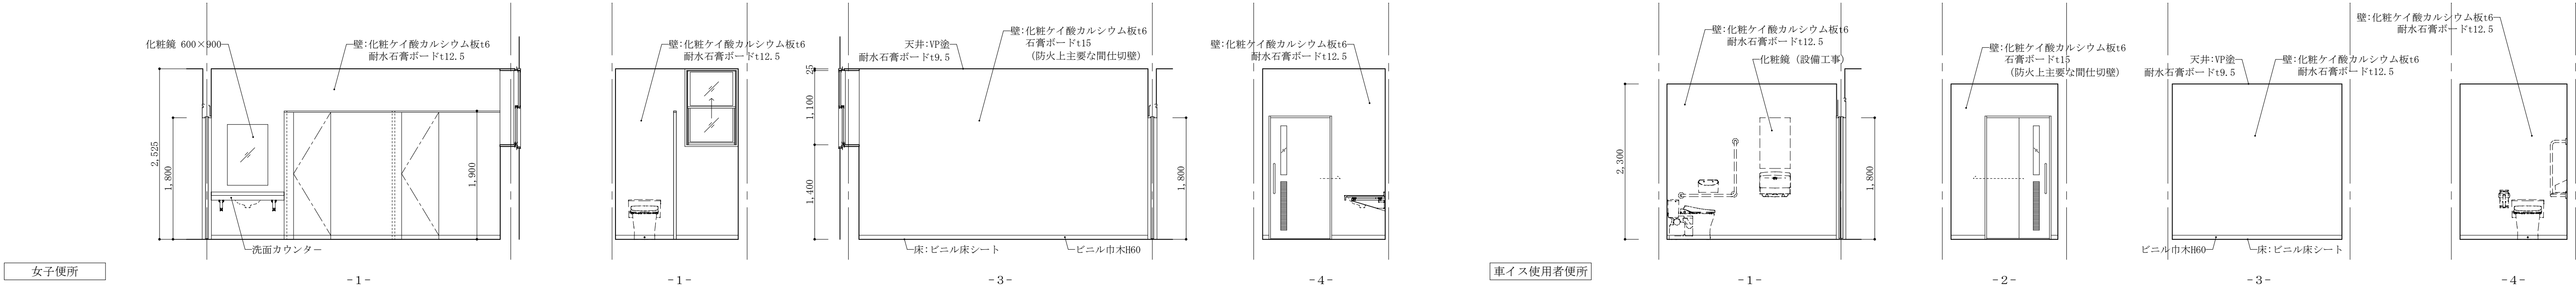 女子便所
化粧鏡 600×900
壁:化粧ケイ酸カルシウム板t6
耐水石膏ボードt12.5
2,525
1,800
1,900
洗面カウンター
-1-
壁:化粧ケイ酸カルシウム板t6
耐水石膏ボードt12.5
-1-
天井:VP塗
耐水石膏ボードt9.5
壁:化粧ケイ酸カルシウム板t6
石膏ボードt15
(防火上主要な間仕切壁)
25
1,100
1,400
1,800
床:ビニル床シート
ビニル巾木H60
-3-
壁:化粧ケイ酸カルシウム板t6
耐水石膏ボードt12.5
-4-
車イス使用者便所
壁:化粧ケイ酸カルシウム板t6
耐水石膏ボードt12.5
化粧鏡(設備工事)
2,300
1,800
-1-
壁:化粧ケイ酸カルシウム板t6
石膏ボードt15
(防火上主要な間仕切壁)
-2-
天井:VP塗
耐水石膏ボードt9.5
壁:化粧ケイ酸カルシウム板t6
耐水石膏ボードt12.5
ビニル巾木H60
床:ビニル床シート
-3-
壁:化粧ケイ酸カルシウム板t6
耐水石膏ボードt12.5
-4-